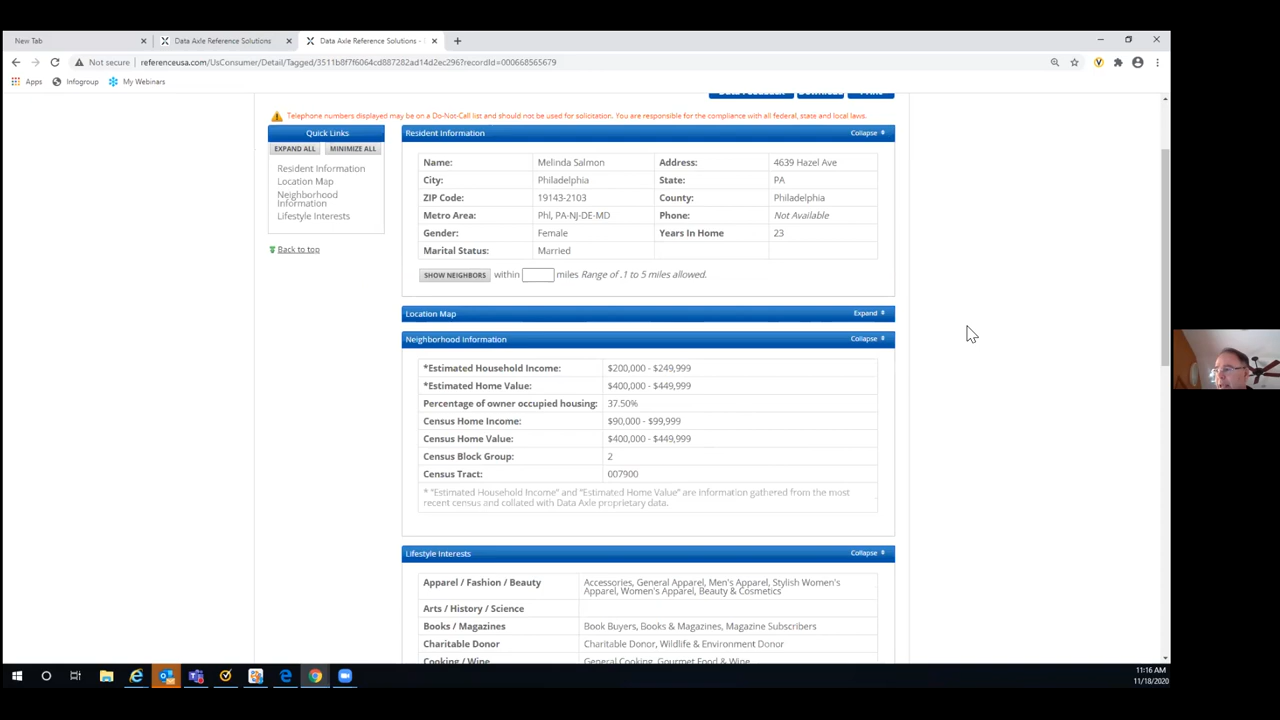 New Tab
Data Axle Reference Solutions
Data Axle Reference Solutions -
Not secure referenceusa.com/UsConsumer/Detail/Tagged/3511b8f7f6064cd887282ad14d2ec296?recordId=000668565679
Apps Infogroup My Webinars
Telephone numbers displayed may be on a Do-Not-Call list and should not be used for solicitation. You are responsible for the compliance with all federal, state and local laws.
Quick Links
EXPAND ALL MINIMIZE ALL
Resident Information
Location Map
Neighborhood
Information
Lifestyle Interests
Back to top
Resident Information Collapse
Name: Melinda Salmon Address: 4639 Hazel Ave
City: Philadelphia State: PA
ZIP Code: 19143-2103 County: Philadelphia
Metro Area: Phl, PA-NJ-DE-MD Phone: Not Available
Gender: Female Years In Home 23
Marital Status: Married
SHOW NEIGHBORS within miles Range of .1 to 5 miles allowed.
Location Map Expand
Neighborhood Information Collapse
*Estimated Household Income: $200,000 - $249,999
*Estimated Home Value: $400,000 - $449,999
Percentage of owner occupied housing: 37.50%
Census Home Income: $90,000 - $99,999
Census Home Value: $400,000 - $449,999
Census Block Group: 2
Census Tract: 007900
* "Estimated Household Income" and "Estimated Home Value" are information gathered from the most
recent census and collated with Data Axle proprietary data.
Lifestyle Interests Collapse
Apparel / Fashion / Beauty Accessories, General Apparel, Men's Apparel, Stylish Women's
Apparel, Women's Apparel, Beauty & Cosmetics
Arts / History / Science
Books / Magazines Book Buyers, Books & Magazines, Magazine Subscribers
Charitable Donor Charitable Donor, Wildlife & Environment Donor
Cooking / Wine General Cooking, Gourmet Food & Wine
11:16 AM
11/18/2020